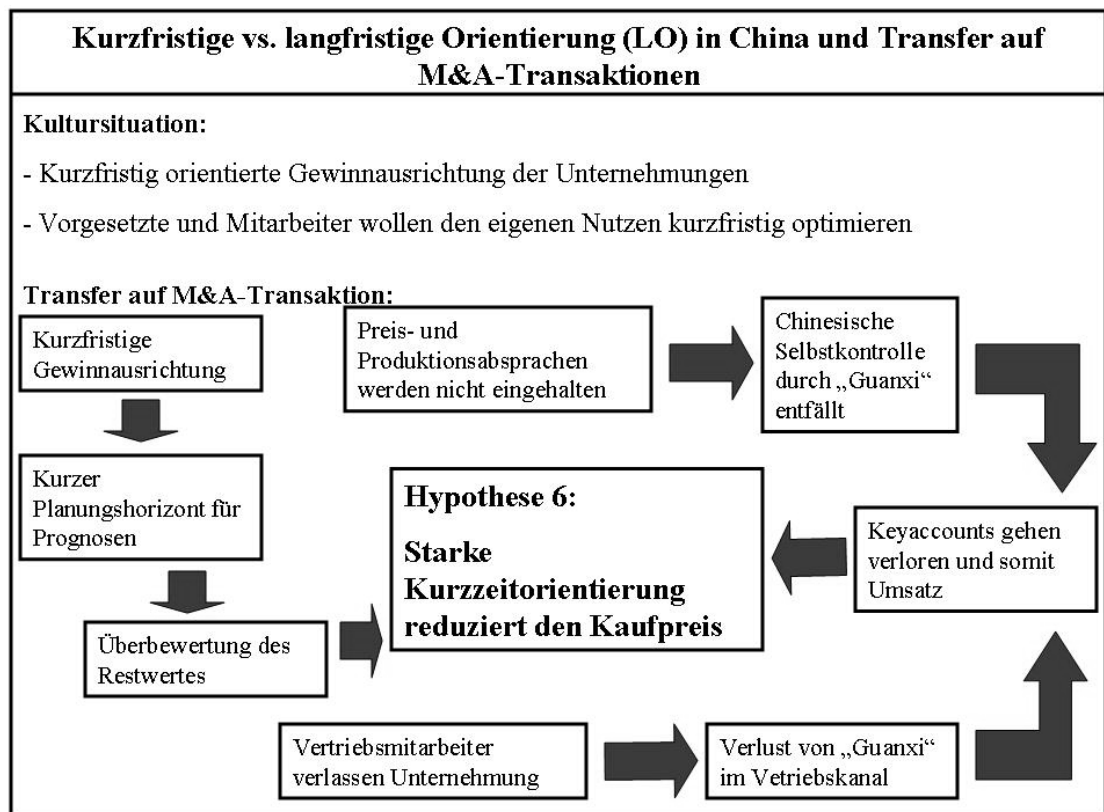 Kurzfristige vs. langfristige Orientierung (LO) in China und Transfer auf
M&A-Transaktionen
Kultursituation:
- Kurzfristig orientierte Gewinnausrichtung der Unternehmungen
- Vorgesetzte und Mitarbeiter wollen den eigenen Nutzen kurzfristig optimieren
Transfer auf M&A-Transaktion:
Kurzfristige
Gewinnausrichtung
Preis- und
Produktionsabsprachen
werden nicht eingehalten
Chinesische
Selbstkontrolle
durch „Guanxi“
entfällt
Kurzer
Planungshorizont für
Prognosen
Hypothese 6:
Starke
Kurzzeitorientierung
reduziert den Kaufpreis
Keyaccounts gehen
verloren und somit
Umsatz
Überbewertung des
Restwertes
Vertriebsmitarbeiter
verlassen Unternehmung
Verlust von „Guanxi“
im Vetriebskanal